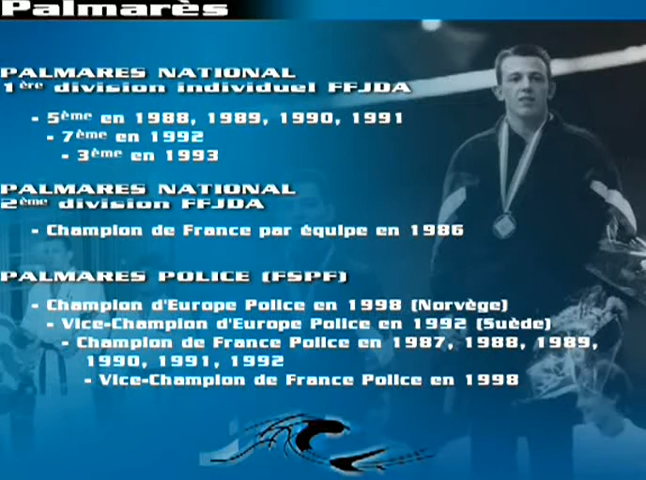 Palmarès
PALMARES NATIONAL
1ère division individuel FFJDA
- 5ème en 1988, 1989, 1990, 1991
- 7ème en 1992
- 3ème en 1993
PALMARES NATIONAL
2ème division FFJDA
- Champion de France par équipe en 1986
PALMARES POLICE (FSPF)
- Champion d'Europe Police en 1998 (Norvège)
- Vice-Champion d'Europe Police en 1992 (Suède)
- Champion de France Police en 1987, 1988, 1989,
1990, 1991, 1992
- Vice-Champion de France Police en 1998